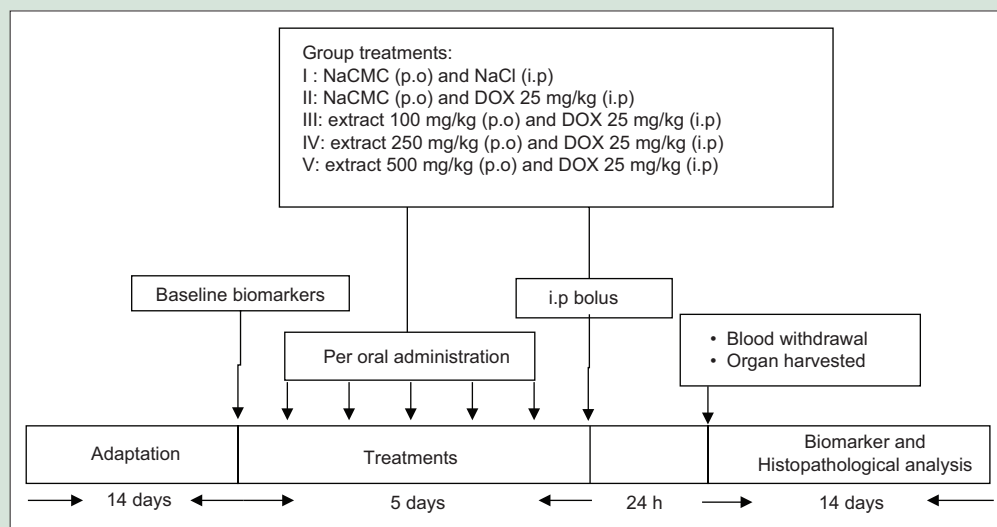 Group treatments:
I : NaCMC (p.o) and NaCl (i.p)
II: NaCMC (p.o) and DOX 25 mg/kg (i.p)
III: extract 100 mg/kg (p.o) and DOX 25 mg/kg (i.p)
IV: extract 250 mg/kg (p.o) and DOX 25 mg/kg (i.p)
V: extract 500 mg/kg (p.o) and DOX 25 mg/kg (i.p)
Baseline biomarkers
i.p bolus
Per oral administration
• Blood withdrawal
• Organ harvested
Adaptation
Treatments
Biomarker and
Histopathological analysis
14 days
5 days
24 h
14 days